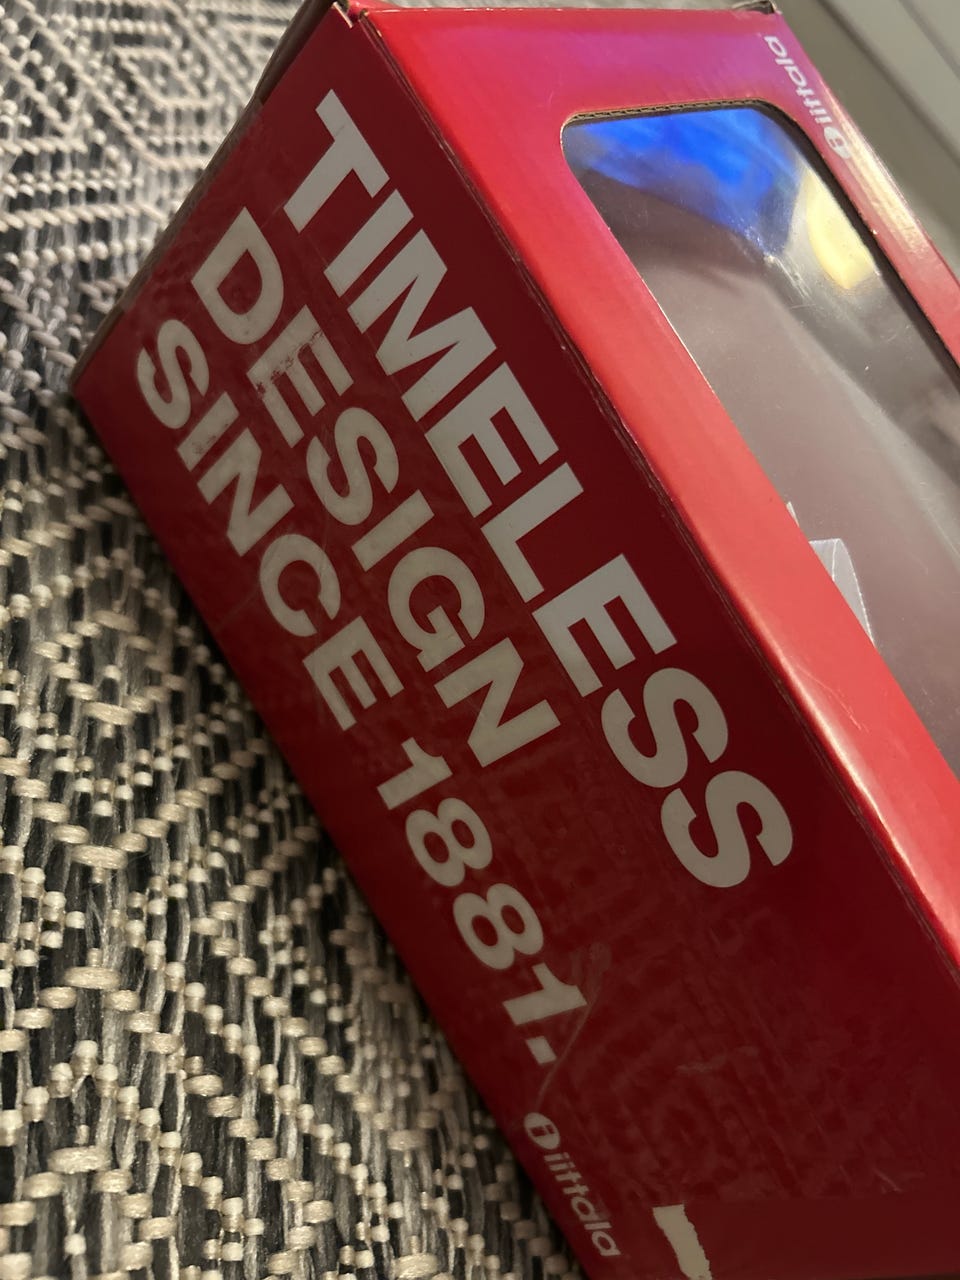 TIMELESS
DESIGN
SINCE 1881.
iittala
iittala